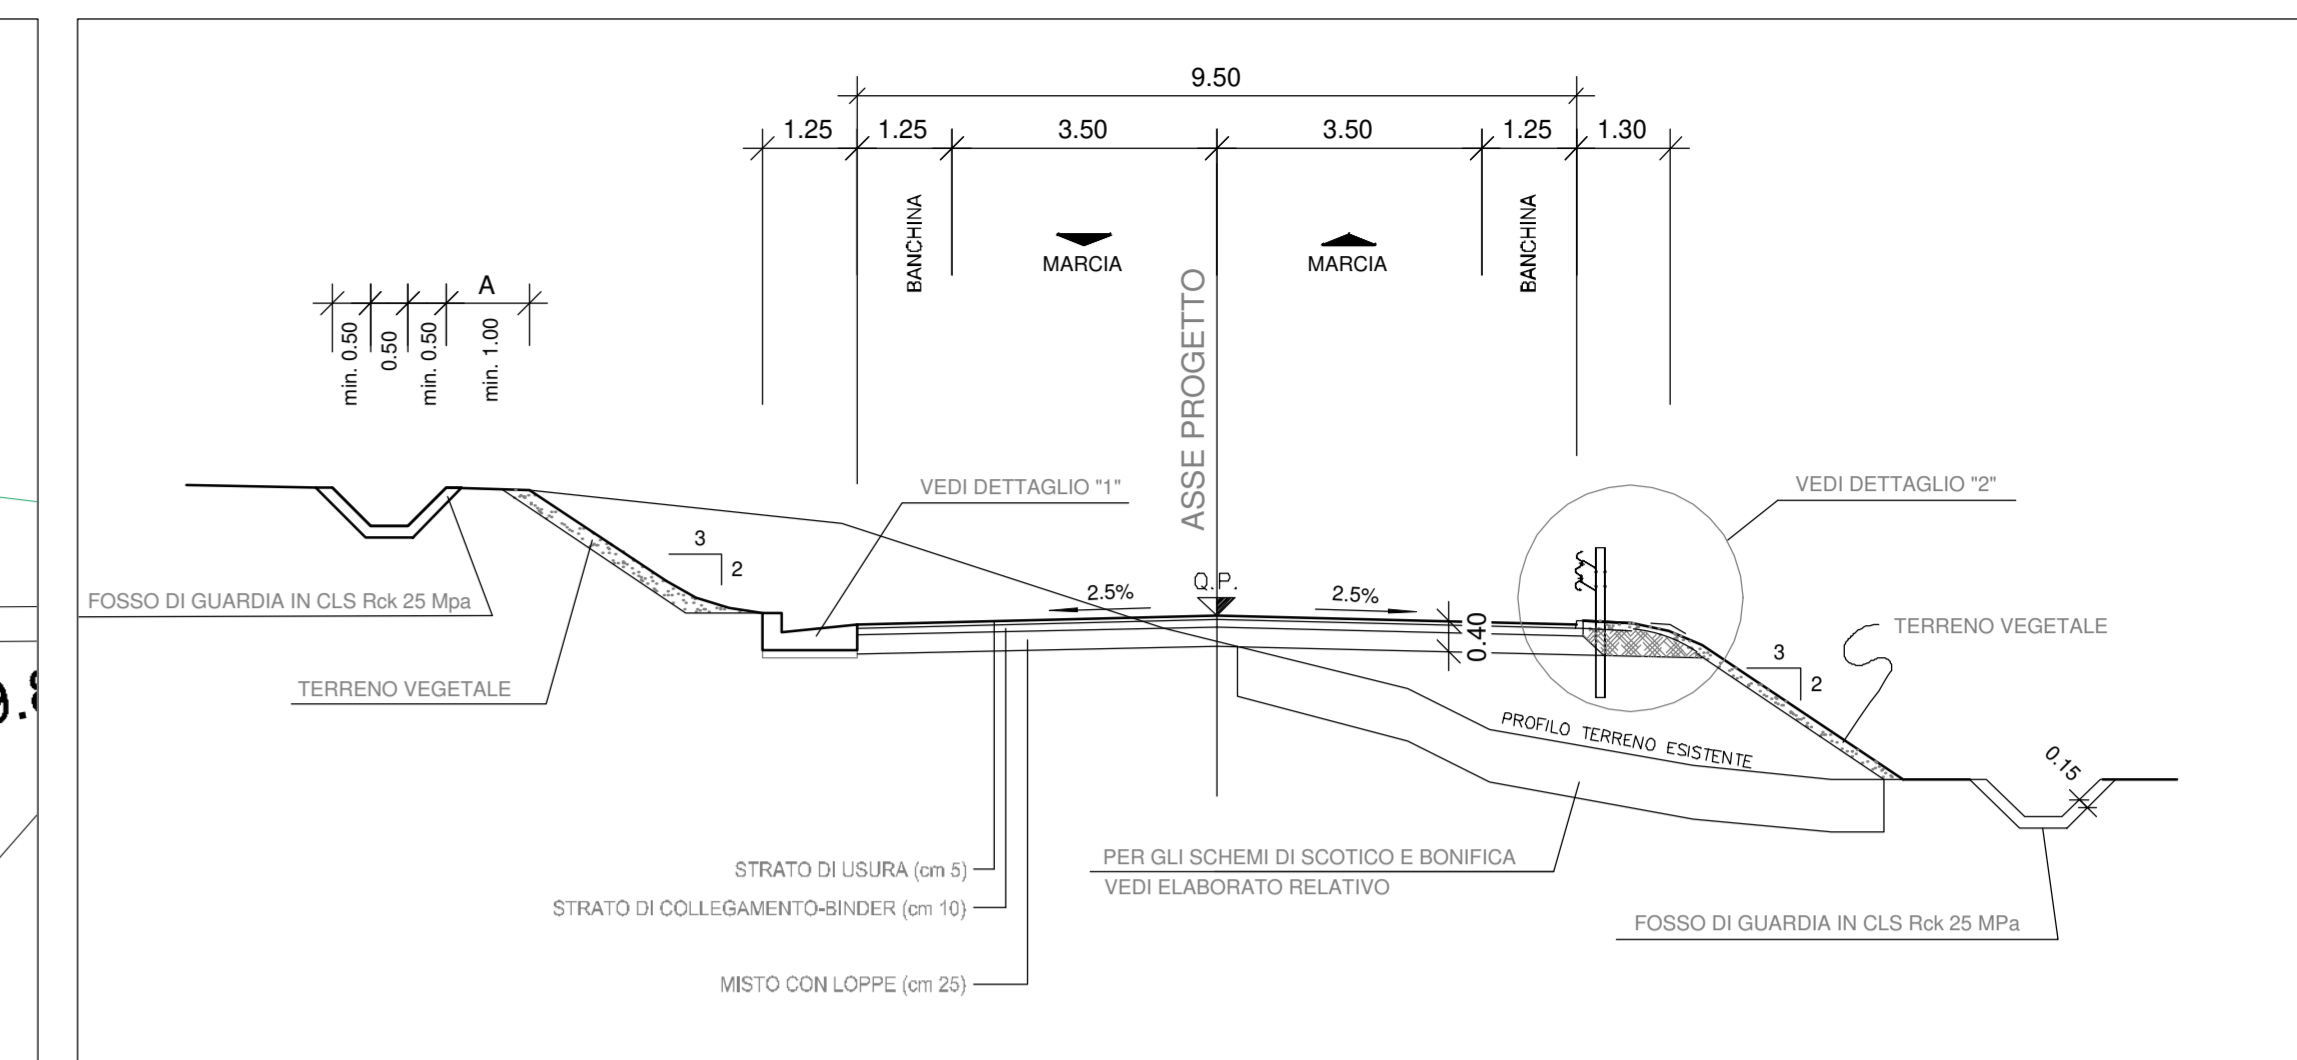 9.50
1.25 1.25 3.50 3.50 1.25 1.30
BANCHINA
MARCIA
MARCIA
BANCHINA
ASSE PROGETTO
A
min. 0.50
0.50
min. 0.50
min. 1.00
VEDI DETTAGLIO "1"
VEDI DETTAGLIO "2"
3
2
2.5%
Q.P.
2.5%
0.40
FOSSO DI GUARDIA IN CLS Rck 25 Mpa
TERRENO VEGETALE
TERRENO VEGETALE
3
2
PROFILO TERRENO ESISTENTE
0.15
STRATO DI USURA (cm 5)
STRATO DI COLLEGAMENTO-BINDER (cm 10)
MISTO CON LOPPE (cm 25)
PER GLI SCHEMI DI SCOTICO E BONIFICA
VEDI ELABORATO RELATIVO
FOSSO DI GUARDIA IN CLS Rck 25 MPa